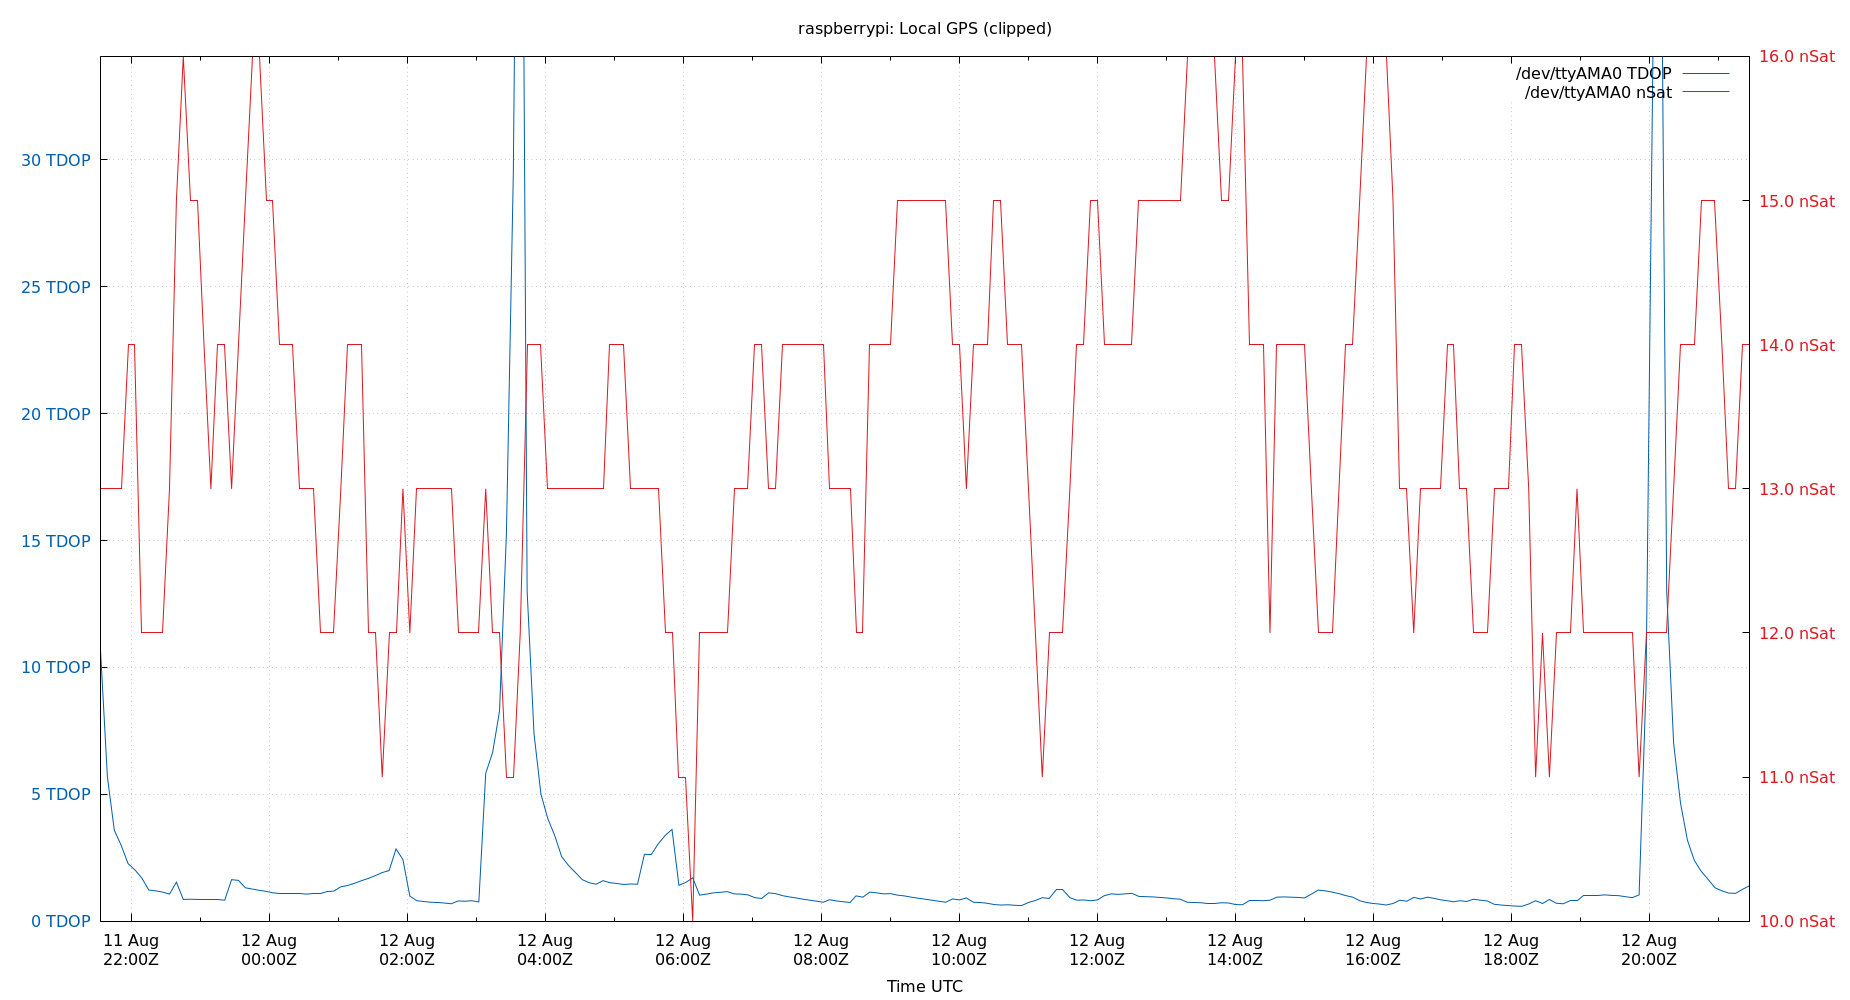 raspberrypi: Local GPS (clipped)
/dev/ttyAMA0 TDOP
/dev/ttyAMA0 nSat
30 TDOP
25 TDOP
20 TDOP
15 TDOP
10 TDOP
5 TDOP
0 TDOP
16.0 nSat
15.0 nSat
14.0 nSat
13.0 nSat
12.0 nSat
11.0 nSat
10.0 nSat
11 Aug
22:00Z
12 Aug
00:00Z
12 Aug
02:00Z
12 Aug
04:00Z
12 Aug
06:00Z
12 Aug
08:00Z
12 Aug
10:00Z
12 Aug
12:00Z
12 Aug
14:00Z
12 Aug
16:00Z
12 Aug
18:00Z
12 Aug
20:00Z
Time UTC